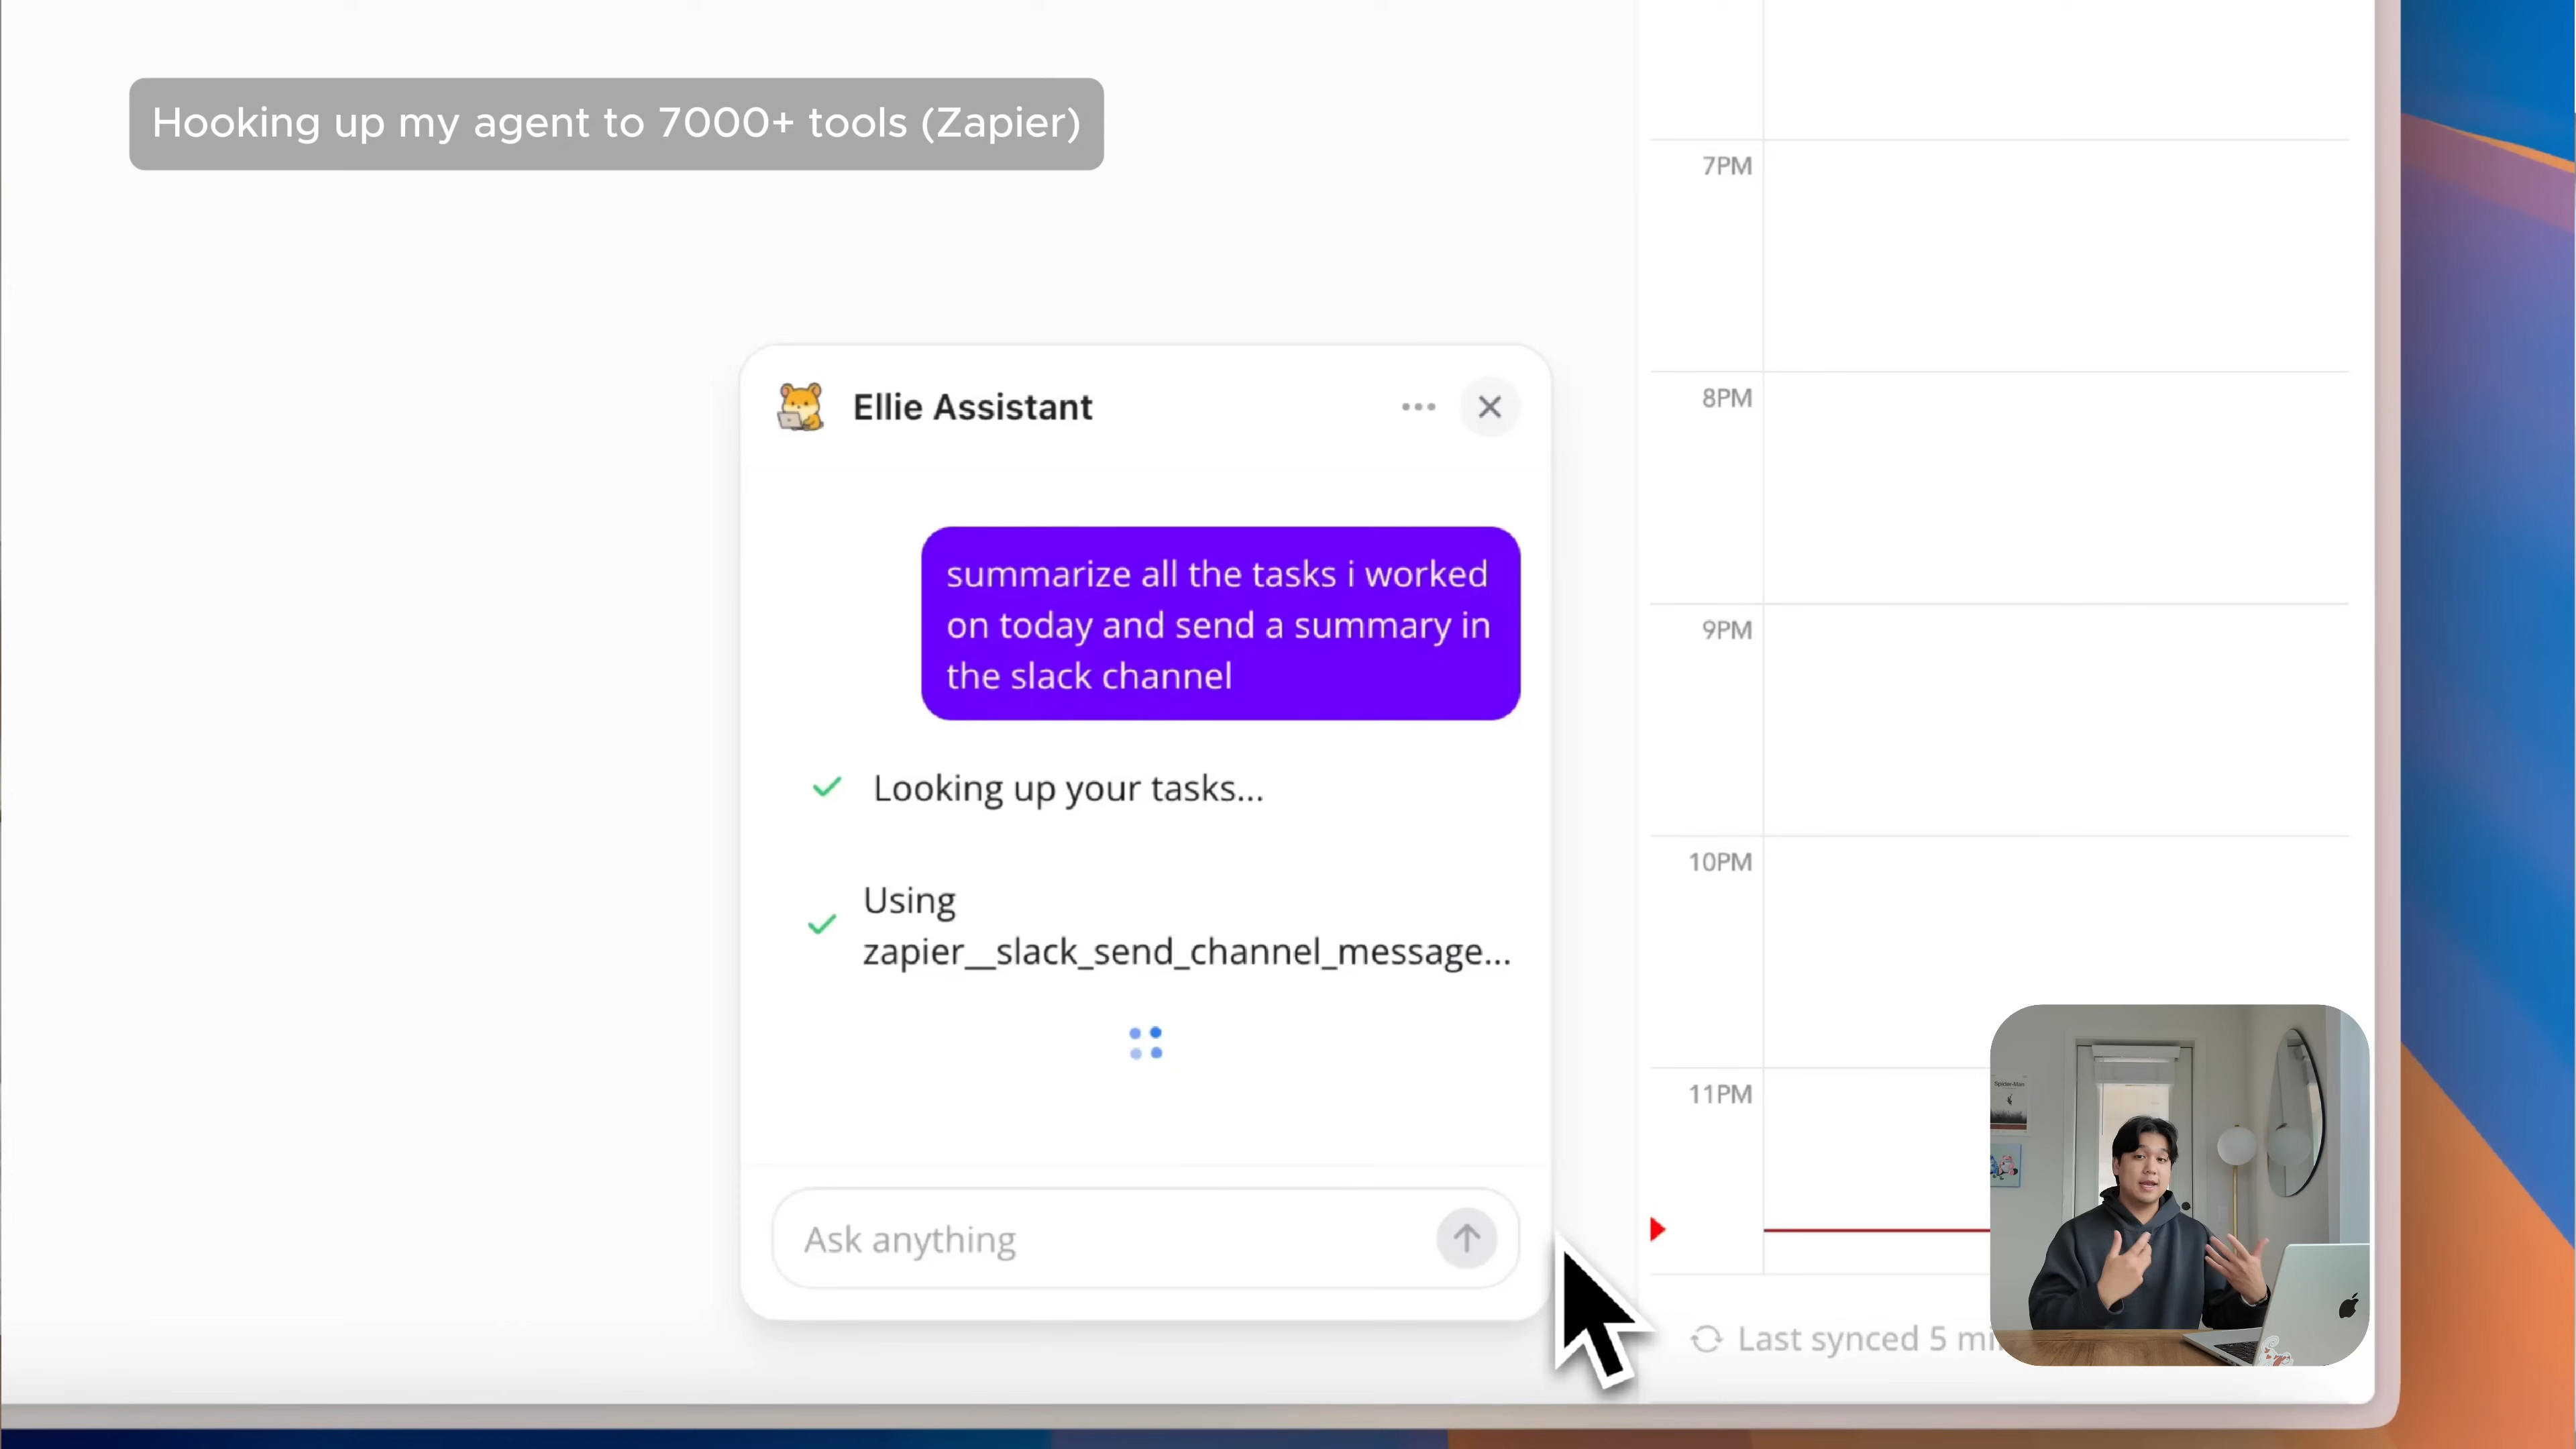 Hooking up my agent to 7000+ tools (Zapier)
Ellie Assistant
summarize all the tasks i worked
on today and send a summary in
the slack channel
Looking up your tasks...
Using
zapier__slack_send_channel_message...
Ask anything
7PM
8PM
9PM
10PM
11PM
Last synced 5
Spider-Man